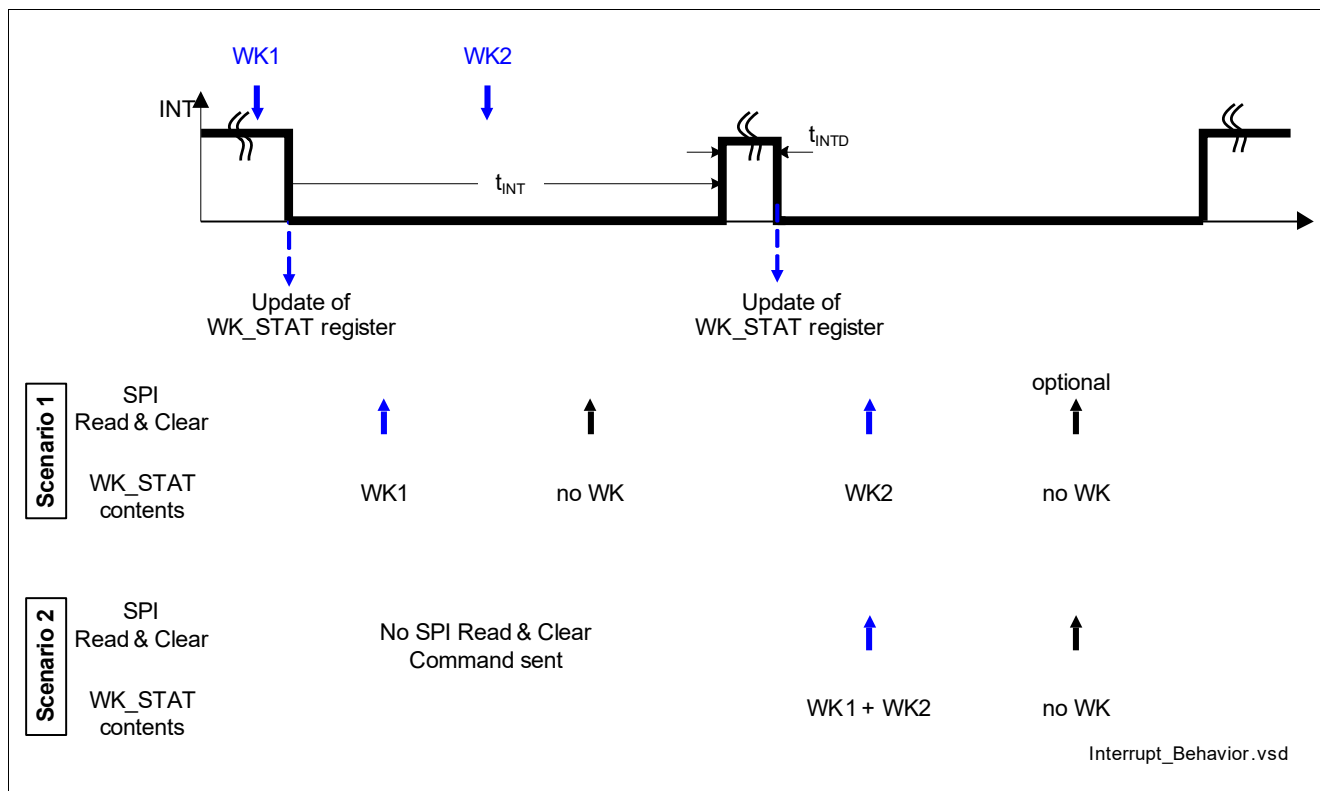 WK1
WK2
INT
tINTD
tINT
Update of
WK_STAT register
Update of
WK_STAT register
Scenario 1
SPI
Read & Clear
optional
WK_STAT
contents
WK1
no WK
WK2
no WK
Scenario 2
SPI
Read & Clear
No SPI Read & Clear
Command sent
WK_STAT
contents
WK1 + WK2
no WK
Interrupt_Behavior.vsd